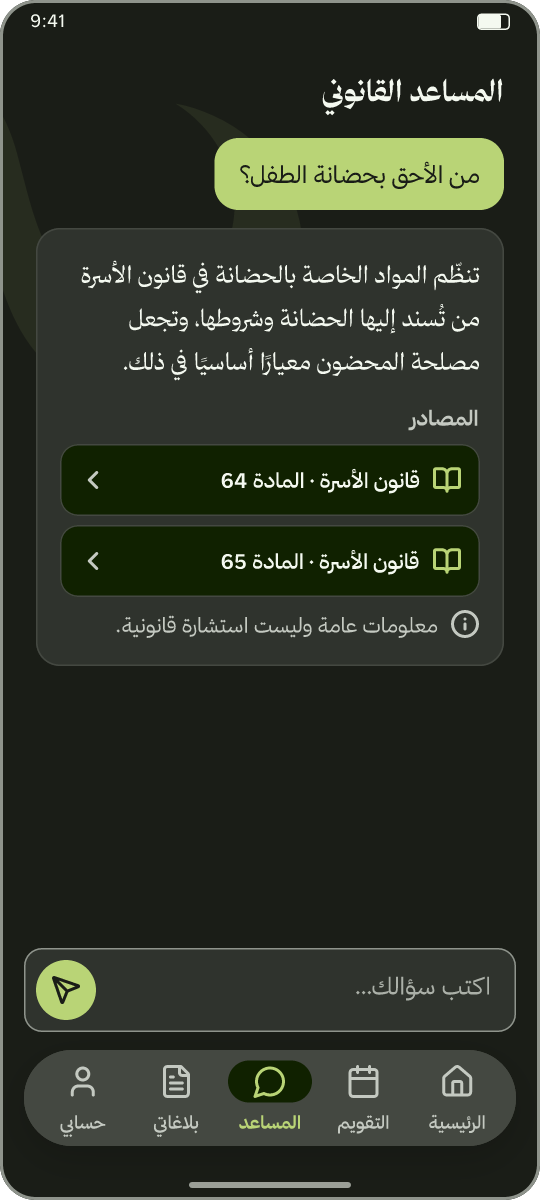 9:41
المساعد القانوني
من الأحق بحضانة الطفل؟
تنظّم المواد الخاصة بالحضانة في قانون الأسرة
من تُسند إليها الحضانة وشروطها، وتجعل
مصلحة المحضون معيارًا أساسيًا في ذلك.
المصادر
قانون الأسرة · المادة 64
قانون الأسرة · المادة 65
معلومات عامة وليست استشارة قانونية.
اكتب سؤالك...
الرئيسية
التقويم
المساعد
بلاغاتي
حسابي